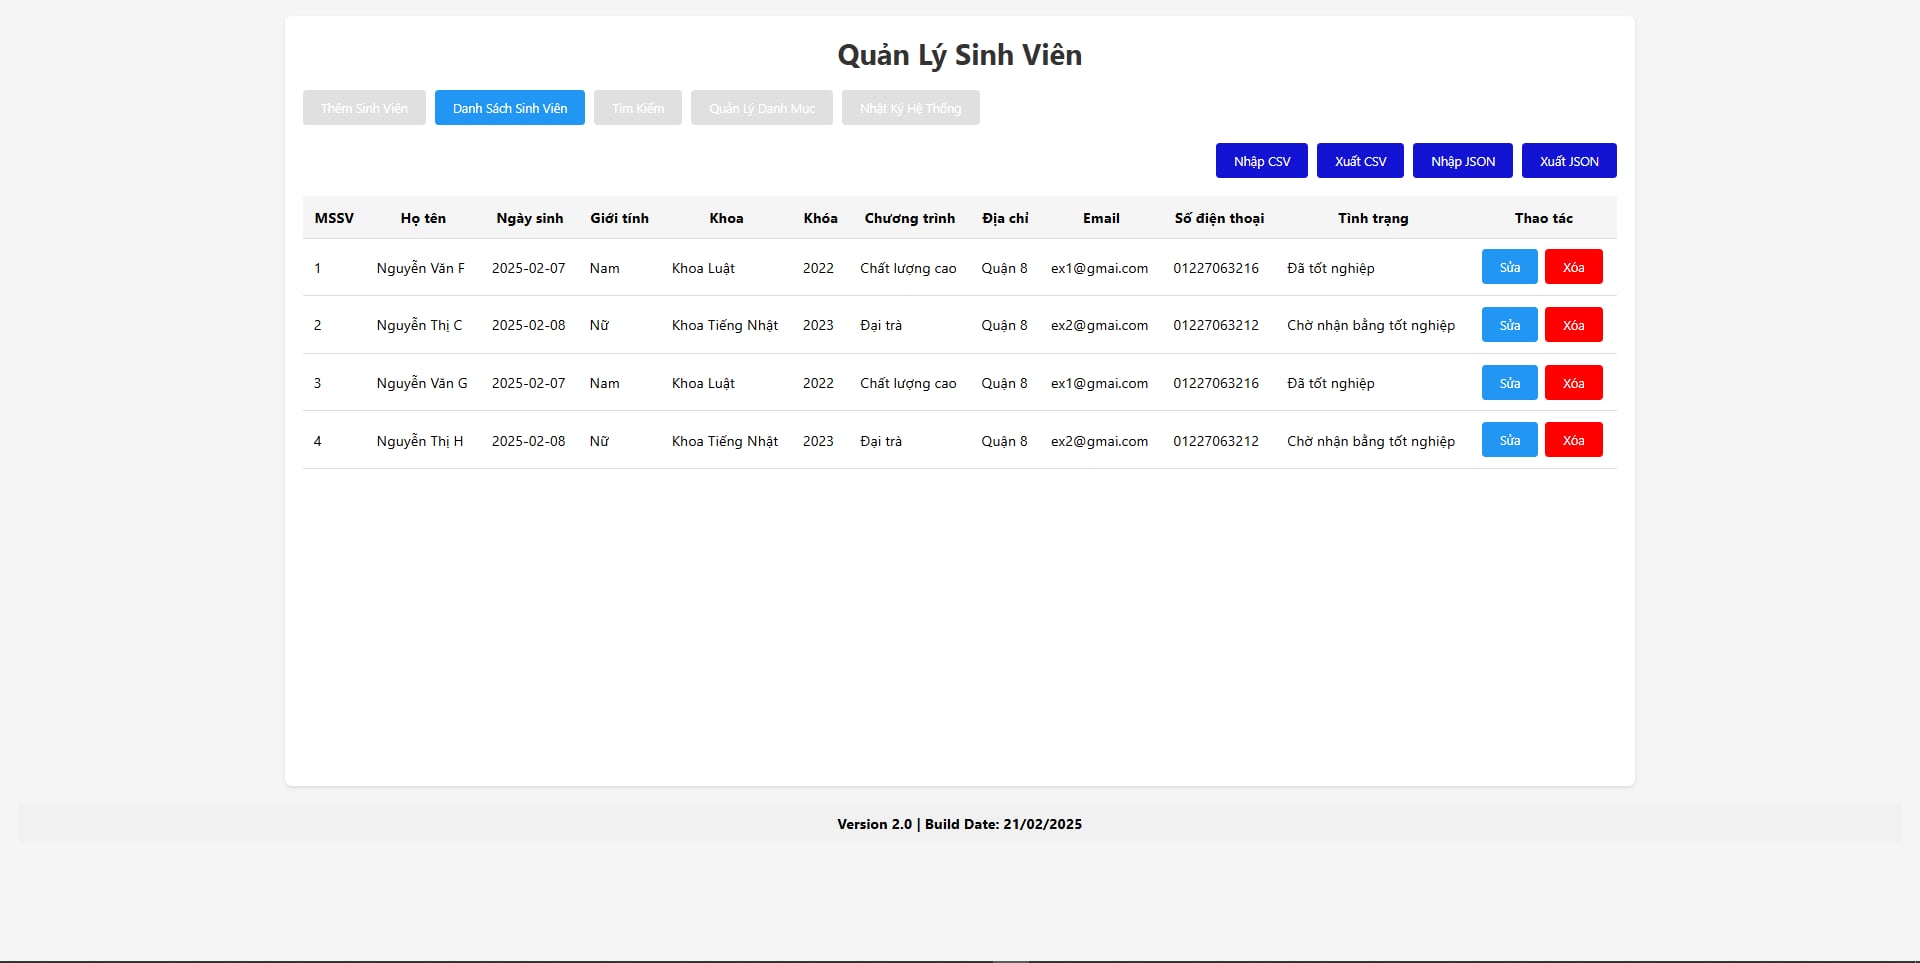 Quản Lý Sinh Viên
Thêm Sinh Viên Danh Sách Sinh Viên Tìm Kiếm Quản Lý Danh Mục Nhật Ký Hệ Thống
Nhập CSV Xuất CSV Nhập JSON Xuất JSON
MSSV Họ tên Ngày sinh Giới tính Khoa Khóa Chương trình Địa chỉ Email Số điện thoại Tình trạng Thao tác
1 Nguyễn Văn F 2025-02-07 Nam Khoa Luật 2022 Chất lượng cao Quận 8 ex1@gmai.com 01227063216 Đã tốt nghiệp Sửa Xóa
2 Nguyễn Thị C 2025-02-08 Nữ Khoa Tiếng Nhật 2023 Đại trà Quận 8 ex2@gmai.com 01227063212 Chờ nhận bằng tốt nghiệp Sửa Xóa
3 Nguyễn Văn G 2025-02-07 Nam Khoa Luật 2022 Chất lượng cao Quận 8 ex1@gmai.com 01227063216 Đã tốt nghiệp Sửa Xóa
4 Nguyễn Thị H 2025-02-08 Nữ Khoa Tiếng Nhật 2023 Đại trà Quận 8 ex2@gmai.com 01227063212 Chờ nhận bằng tốt nghiệp Sửa Xóa
Version 2.0 | Build Date: 21/02/2025